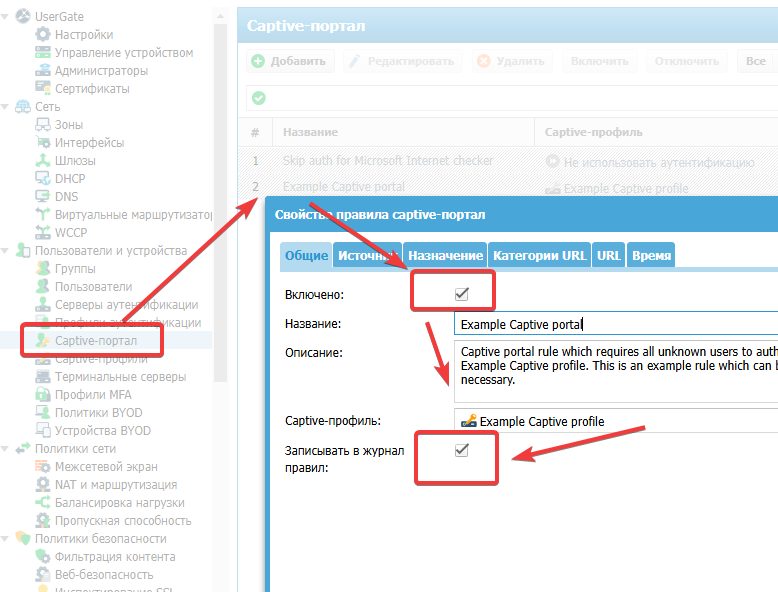 UserGate
Настройки
Управление устройством
Администраторы
Сертификаты
Сеть
Зоны
Интерфейсы
Шлюзы
DHCP
DNS
Виртуальные маршрутизатор
WCCP
Пользователи и устройства
Группы
Пользователи
Серверы аутентификации
Профили аутентификации
Captive-портал
Captive-профили
Терминальные серверы
Профили MFA
Политики BYOD
Устройства BYOD
Политики сети
Межсетевой экран
NAT и маршрутизация
Балансировка нагрузки
Пропускная способность
Политики безопасности
Фильтрация контента
Веб-безопасность
Инспектирование SSL
Captive-портал
Добавить Редактировать Удалить Включить Отключить Все
# Название Captive-профиль
1 Skip auth for Microsoft Internet checker Не использовать аутентификацию
2 Example Captive portal Example Captive profile
Свойства правила captive-портал
Общие Источник Назначение Категории URL URL Время
Включено:
Название: Example Captive portal
Описание: Captive portal rule which requires all unknown users to auth
Example Captive profile. This is an example rule which can b
necessary.
Captive-профиль: Example Captive profile
Записывать в журнал
правил: